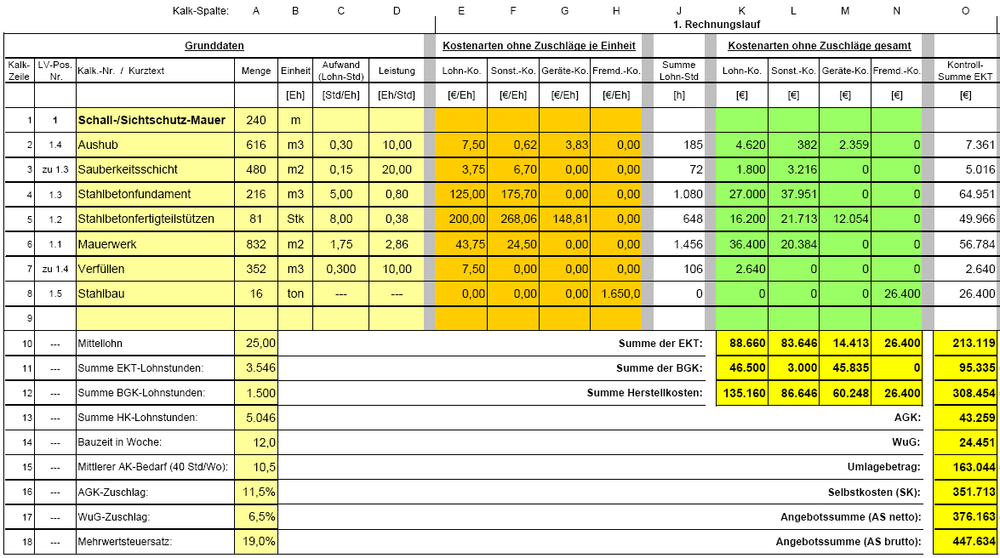 Kalk-Spalte: A B C D E F G H J K L M N O
1. Rechnungslauf
Grunddaten Kostenarten ohne Zuschläge je Einheit Kostenarten ohne Zuschläge gesamt
Kalk-Zeile LV-Pos. Nr. Kalk.-Nr. / Kurztext Menge Einheit Aufwand (Lohn-Std) Leistung Lohn-Ko. Sonst.-Ko. Geräte-Ko. Fremd.-Ko. Summe Lohn-Std Lohn-Ko. Sonst.-Ko. Geräte-Ko. Fremd.-Ko. Kontroll-Summe EKT
[Eh] [Std/Eh] [Eh/Std] [€/Eh] [€/Eh] [€/Eh] [€/Eh] [h] [€] [€] [€] [€] [€]
1 1 Schall-/Sichtschutz-Mauer 240 m
2 1.4 Aushub 616 m3 0,30 10,00 7,50 0,62 3,83 0,00 185 4.620 382 2.359 0 7.361
3 zu 1.3 Sauberkeitsschicht 480 m2 0,15 20,00 3,75 6,70 0,00 0,00 72 1.800 3.216 0 0 5.016
4 1.3 Stahlbetonfundament 216 m3 5,00 0,80 125,00 175,70 0,00 0,00 1.080 27.000 37.951 0 0 64.951
5 1.2 Stahlbetonfertigteilstützen 81 Stk 8,00 0,38 200,00 268,06 148,81 0,00 648 16.200 21.713 12.054 0 49.966
6 1.1 Mauerwerk 832 m2 1,75 2,86 43,75 24,50 0,00 0,00 1.456 36.400 20.384 0 0 56.784
7 zu 1.4 Verfüllen 352 m3 0,300 10,00 7,50 0,00 0,00 0,00 106 2.640 0 0 0 2.640
8 1.5 Stahlbau 16 ton --- --- 0,00 0,00 0,00 1.650,0 0 0 0 0 26.400 26.400
9
10 --- Mittellohn 25,00 Summe der EKT: 88.660 83.646 14.413 26.400 213.119
11 --- Summe EKT-Lohnstunden: 3.546 Summe der BGK: 46.500 3.000 45.835 0 95.335
12 --- Summe BGK-Lohnstunden: 1.500 Summe Herstellkosten: 135.160 86.646 60.248 26.400 308.454
13 --- Summe HK-Lohnstunden: 5.046 AGK: 43.259
14 --- Bauzeit in Woche: 12,0 WuG: 24.451
15 --- Mittlerer AK-Bedarf (40 Std/Wo): 10,5 Umlagebetrag: 163.044
16 --- AGK-Zuschlag: 11,5% Selbstkosten (SK): 351.713
17 --- WuG-Zuschlag: 6,5% Angebotssumme (AS netto): 376.163
18 --- Mehrwertsteuersatz: 19,0% Angebotssumme (AS brutto): 447.634